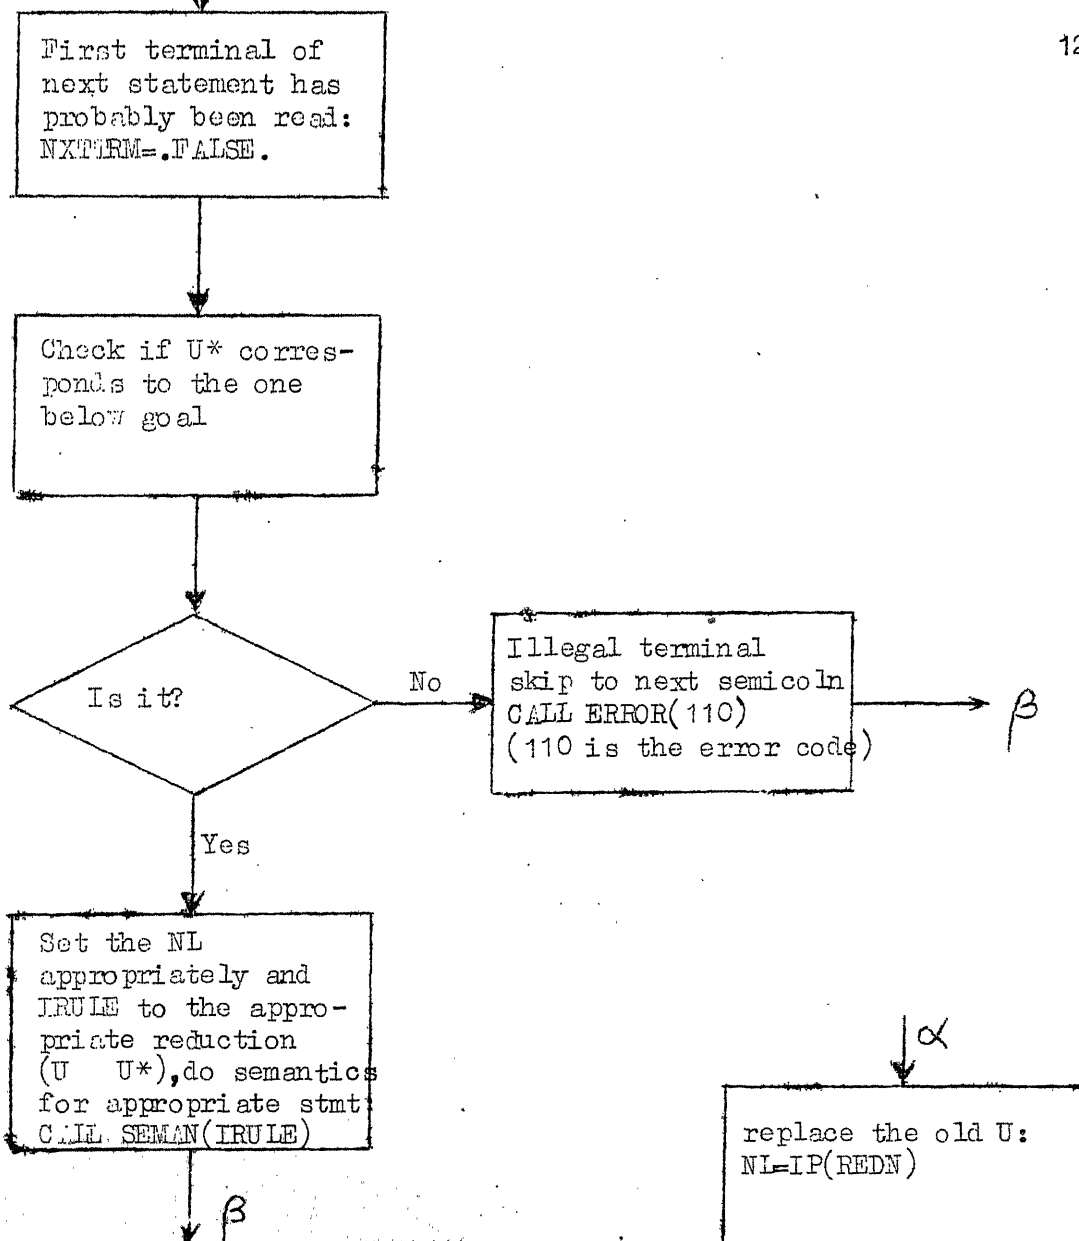 12
First terminal of
next statement has
probably been read:
NXTERM=.FALSE.
Check if U* corres-
ponds to the one
below goal
Is it?
No
Illegal terminal
skip to next semicoln
CALL ERROR(110)
(110 is the error code)
β
Yes
Set the NL
appropriately and
IRULE to the appro-
priate reduction
(U U*),do semantics
for appropriate stmt
CALL SEMAN(IRULE)
β
α
replace the old U:
NL=IP(REDN)